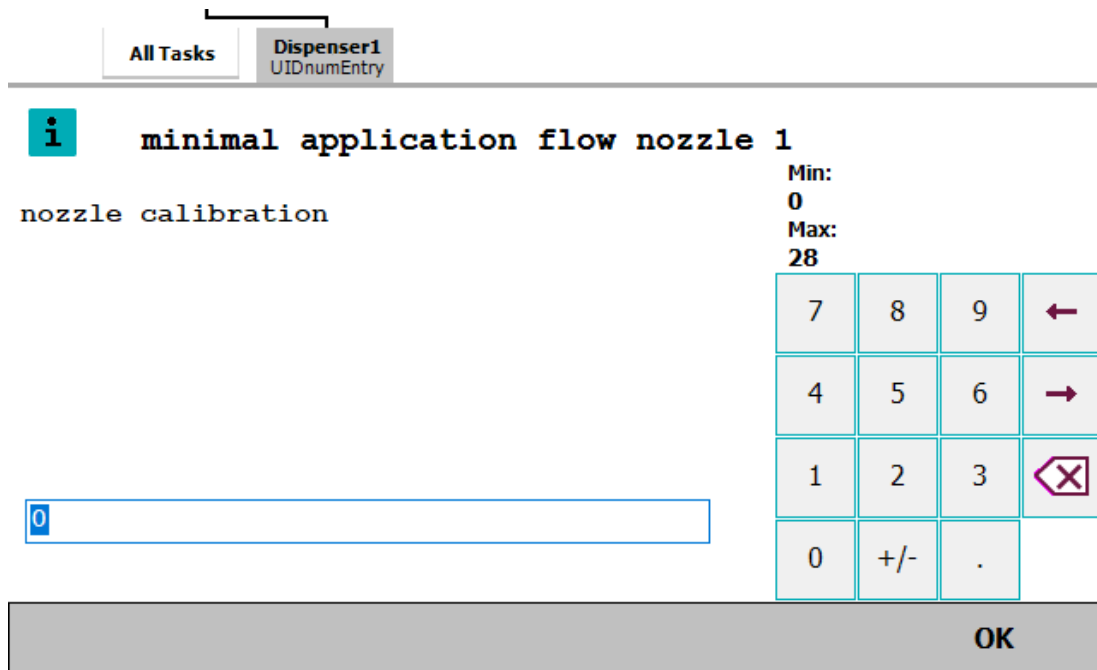 All Tasks
Dispenser1
UIDnumEntry
i
minimal application flow nozzle 1
nozzle calibration
Min:
0
Max:
28
7 8 9 ←
4 5 6 →
1 2 3
0
0 +/- .
OK